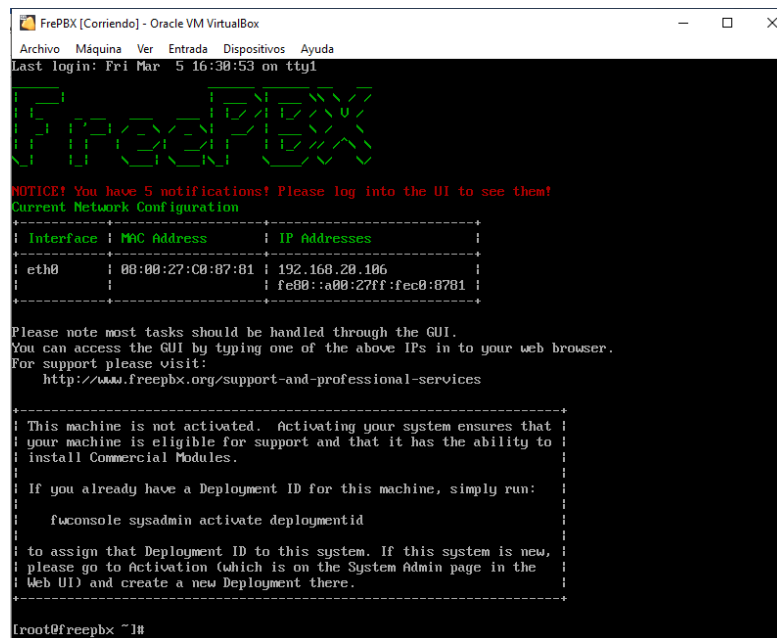 FrePBX [Corriendo] - Oracle VM VirtualBox
Archivo Máquina Ver Entrada Dispositivos Ayuda
Last login: Fri Mar  5 16:30:53 on tty1
FreePBX
NOTICE! You have 5 notifications! Please log into the UI to see them!
Current Network Configuration
Interface | MAC Address | IP Addresses
eth0 | 08:00:27:C0:87:81 | 192.168.20.106
fe80::a00:27ff:fec0:8781
Please note most tasks should be handled through the GUI.
You can access the GUI by typing one of the above IPs in to your web browser.
For support please visit:
http://www.freepbx.org/support-and-professional-services
This machine is not activated.  Activating your system ensures that
your machine is eligible for support and that it has the ability to
install Commercial Modules.
If you already have a Deployment ID for this machine, simply run:
fwconsole sysadmin activate deploymentid
to assign that Deployment ID to this system. If this system is new,
please go to Activation (which is on the System Admin page in the
Web UI) and create a new Deployment there.
[root@freepbx ~]#